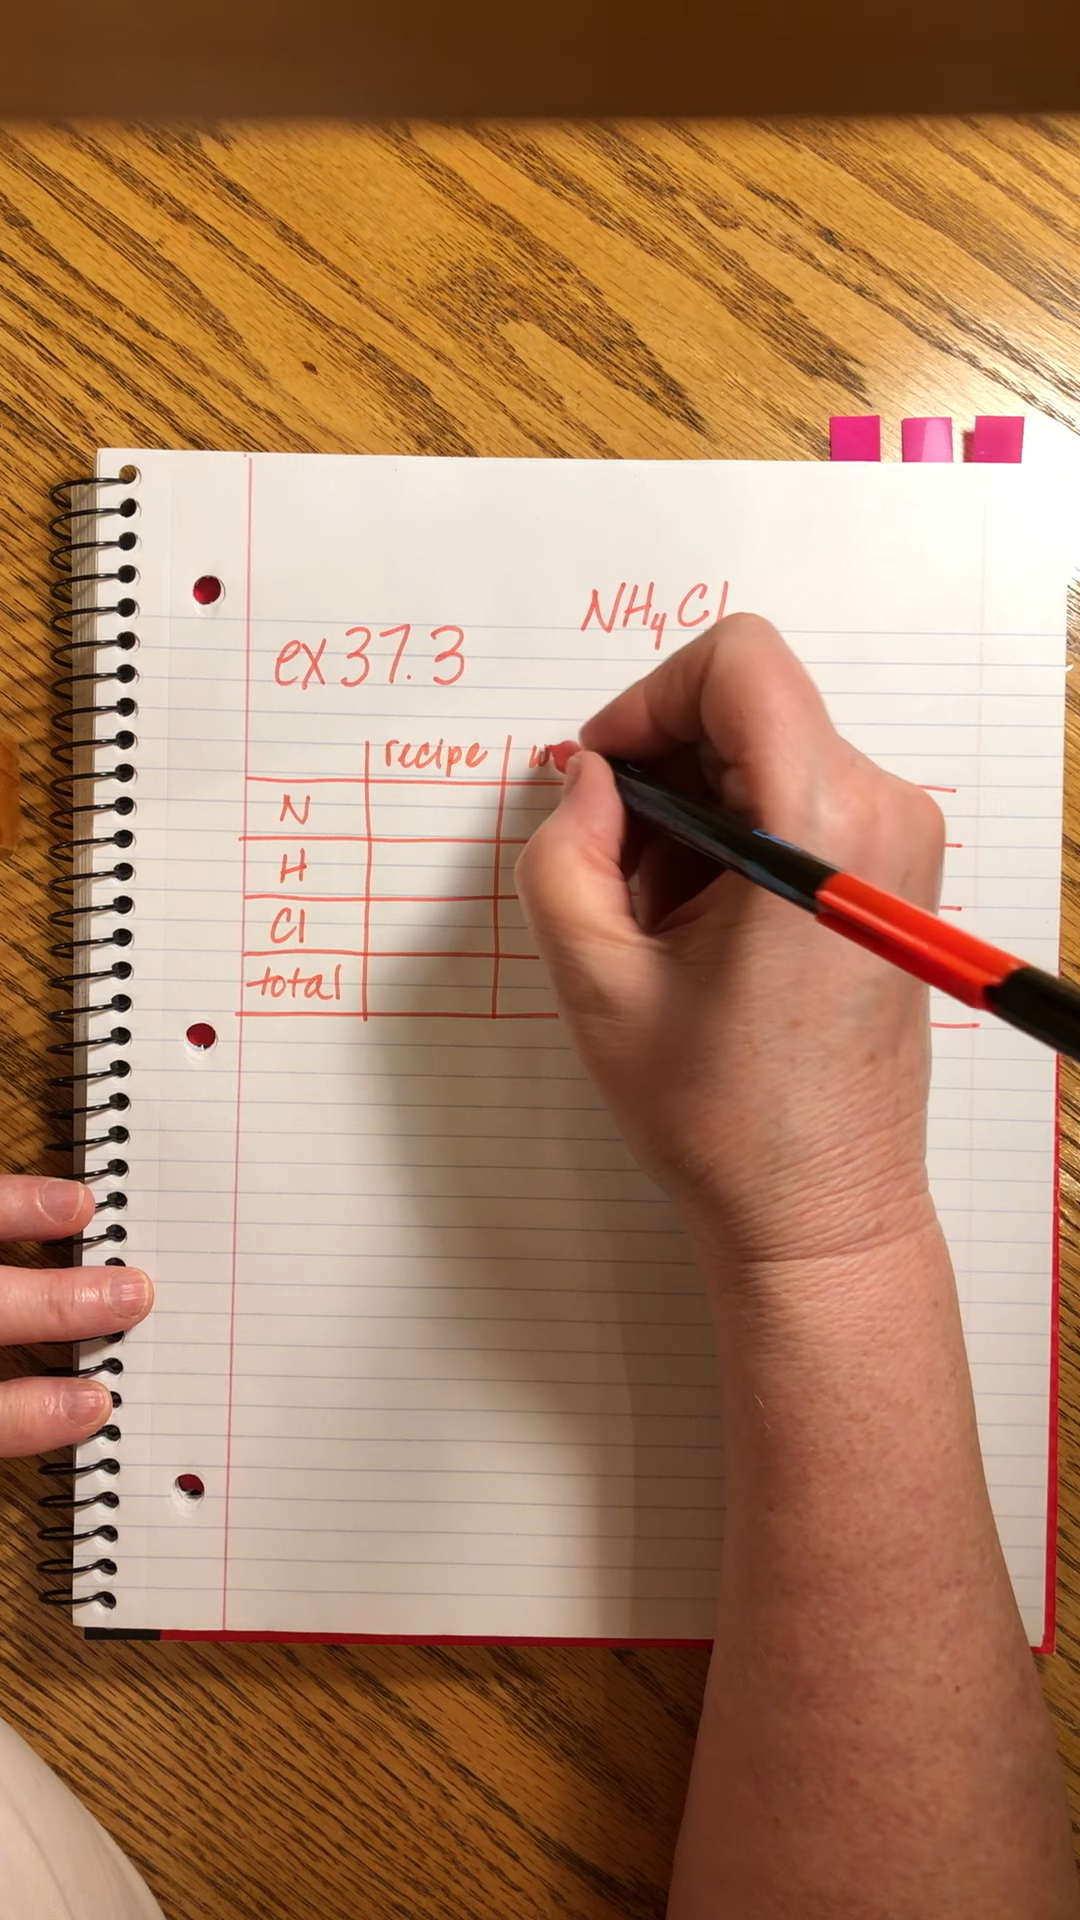 NH₄Cl
ex 37.3
recipe
N
H
Cl
total